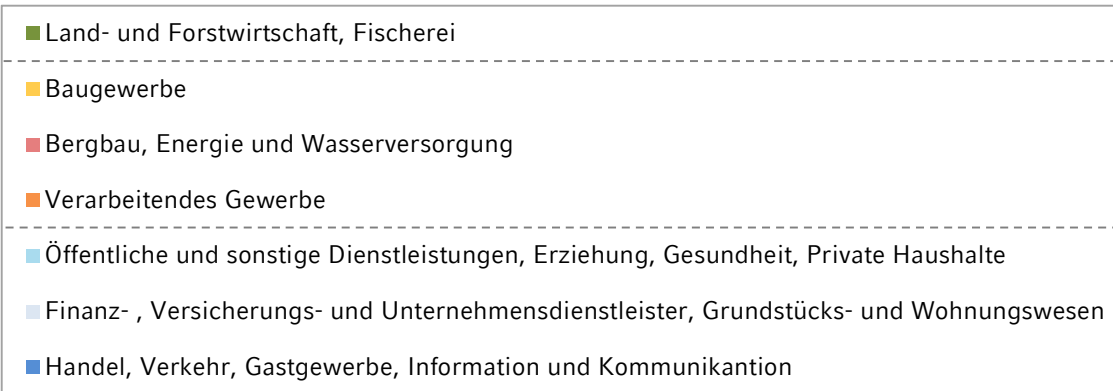 Land- und Forstwirtschaft, Fischerei
Baugewerbe
Bergbau, Energie und Wasserversorgung
Verarbeitendes Gewerbe
Öffentliche und sonstige Dienstleistungen, Erziehung, Gesundheit, Private Haushalte
Finanz- , Versicherungs- und Unternehmensdienstleister, Grundstücks- und Wohnungswesen
Handel, Verkehr, Gastgewerbe, Information und Kommunikantion